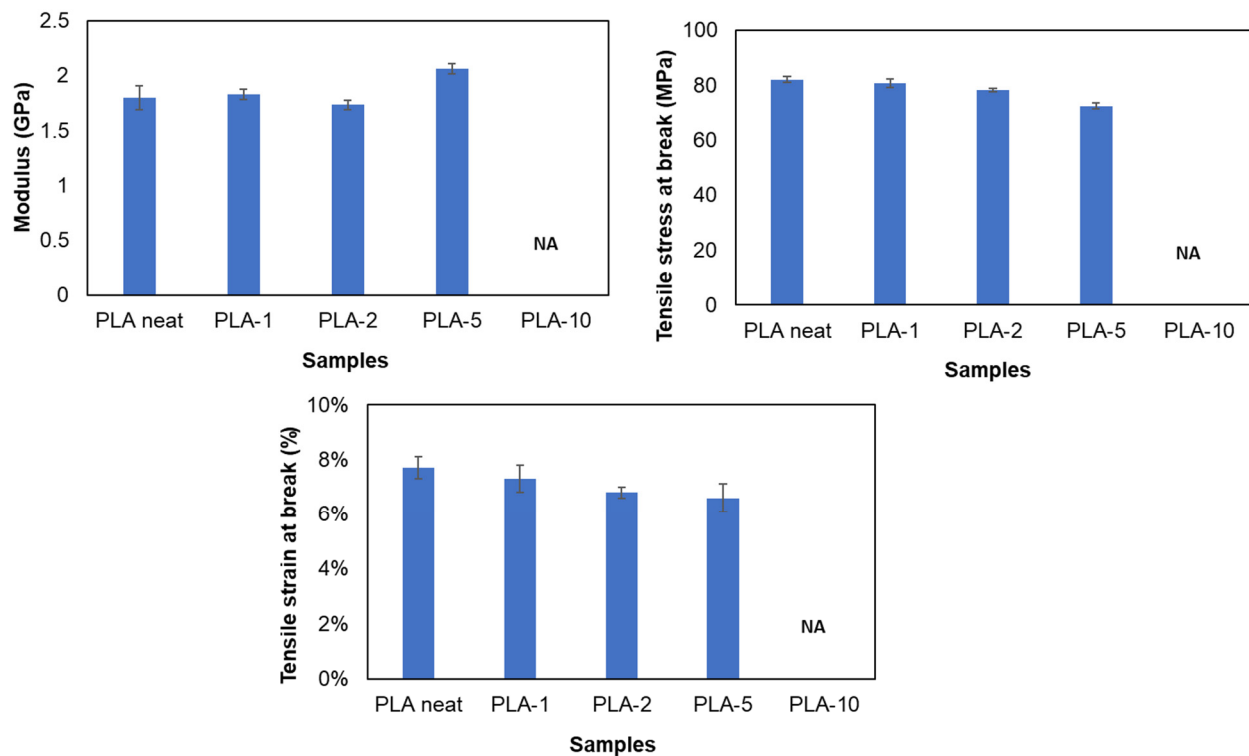 Modulus (GPa)
2.5
2
1.5
1
0.5
0
NA
PLA neat PLA-1 PLA-2 PLA-5 PLA-10
Samples
Tensile stress at break (MPa)
100
80
60
40
20
0
NA
PLA neat PLA-1 PLA-2 PLA-5 PLA-10
Samples
Tensile strain at break (%)
10%
8%
6%
4%
2%
0%
NA
PLA neat PLA-1 PLA-2 PLA-5 PLA-10
Samples